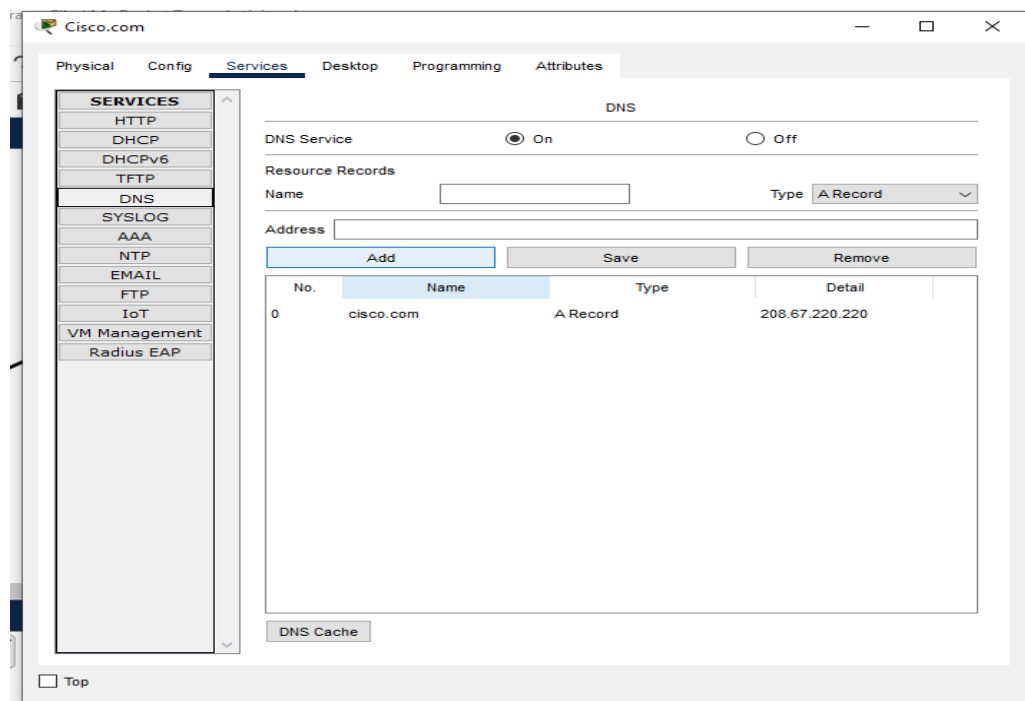 Cisco.com
Physical Config Services Desktop Programming Attributes
SERVICES
HTTP
DHCP
DHCPv6
TFTP
DNS
SYSLOG
AAA
NTP
EMAIL
FTP
IoT
VM Management
Radius EAP
DNS
DNS Service On Off
Resource Records
Name Type A Record
Address
Add Save Remove
No. Name Type Detail
0 cisco.com A Record 208.67.220.220
DNS Cache
Top